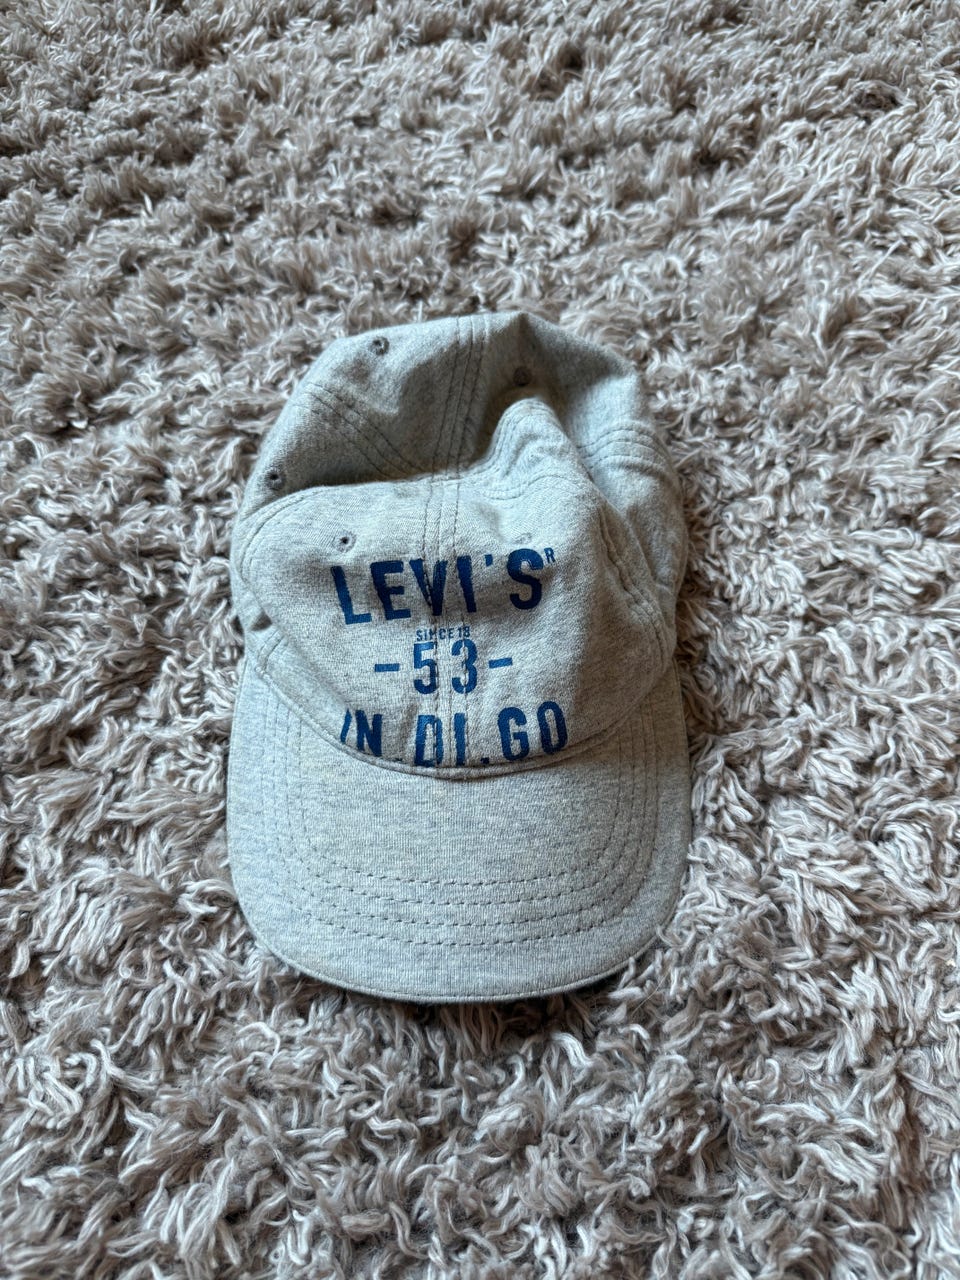 LEVI'S R
SINCE 18
-53-
IN.DI.GO